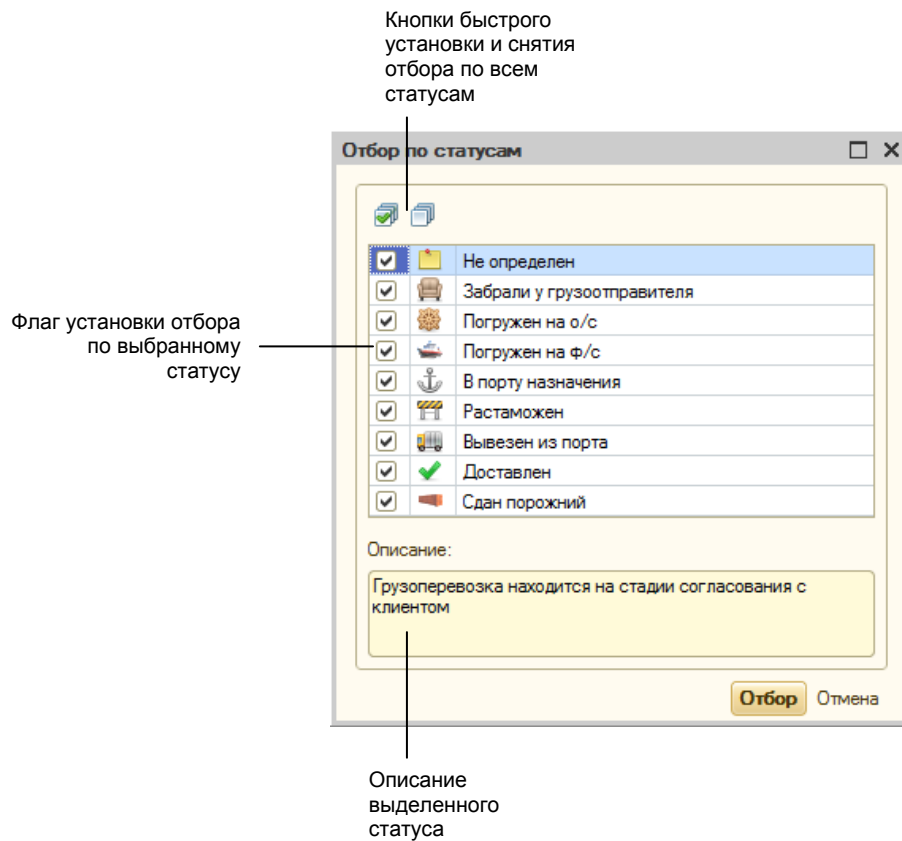 Кнопки быстрого
установки и снятия
отбора по всем
статусам
Отбор по статусам
Не определен
Забрали у грузоотправителя
Погружен на о/с
Флаг установки отбора
по выбранному
статусу
Погружен на ф/с
В порту назначения
Растаможен
Вывезен из порта
Доставлен
Сдан порожний
Описание:
Грузоперевозка находится на стадии согласования с
клиентом
Отбор Отмена
Описание
выделенного
статуса